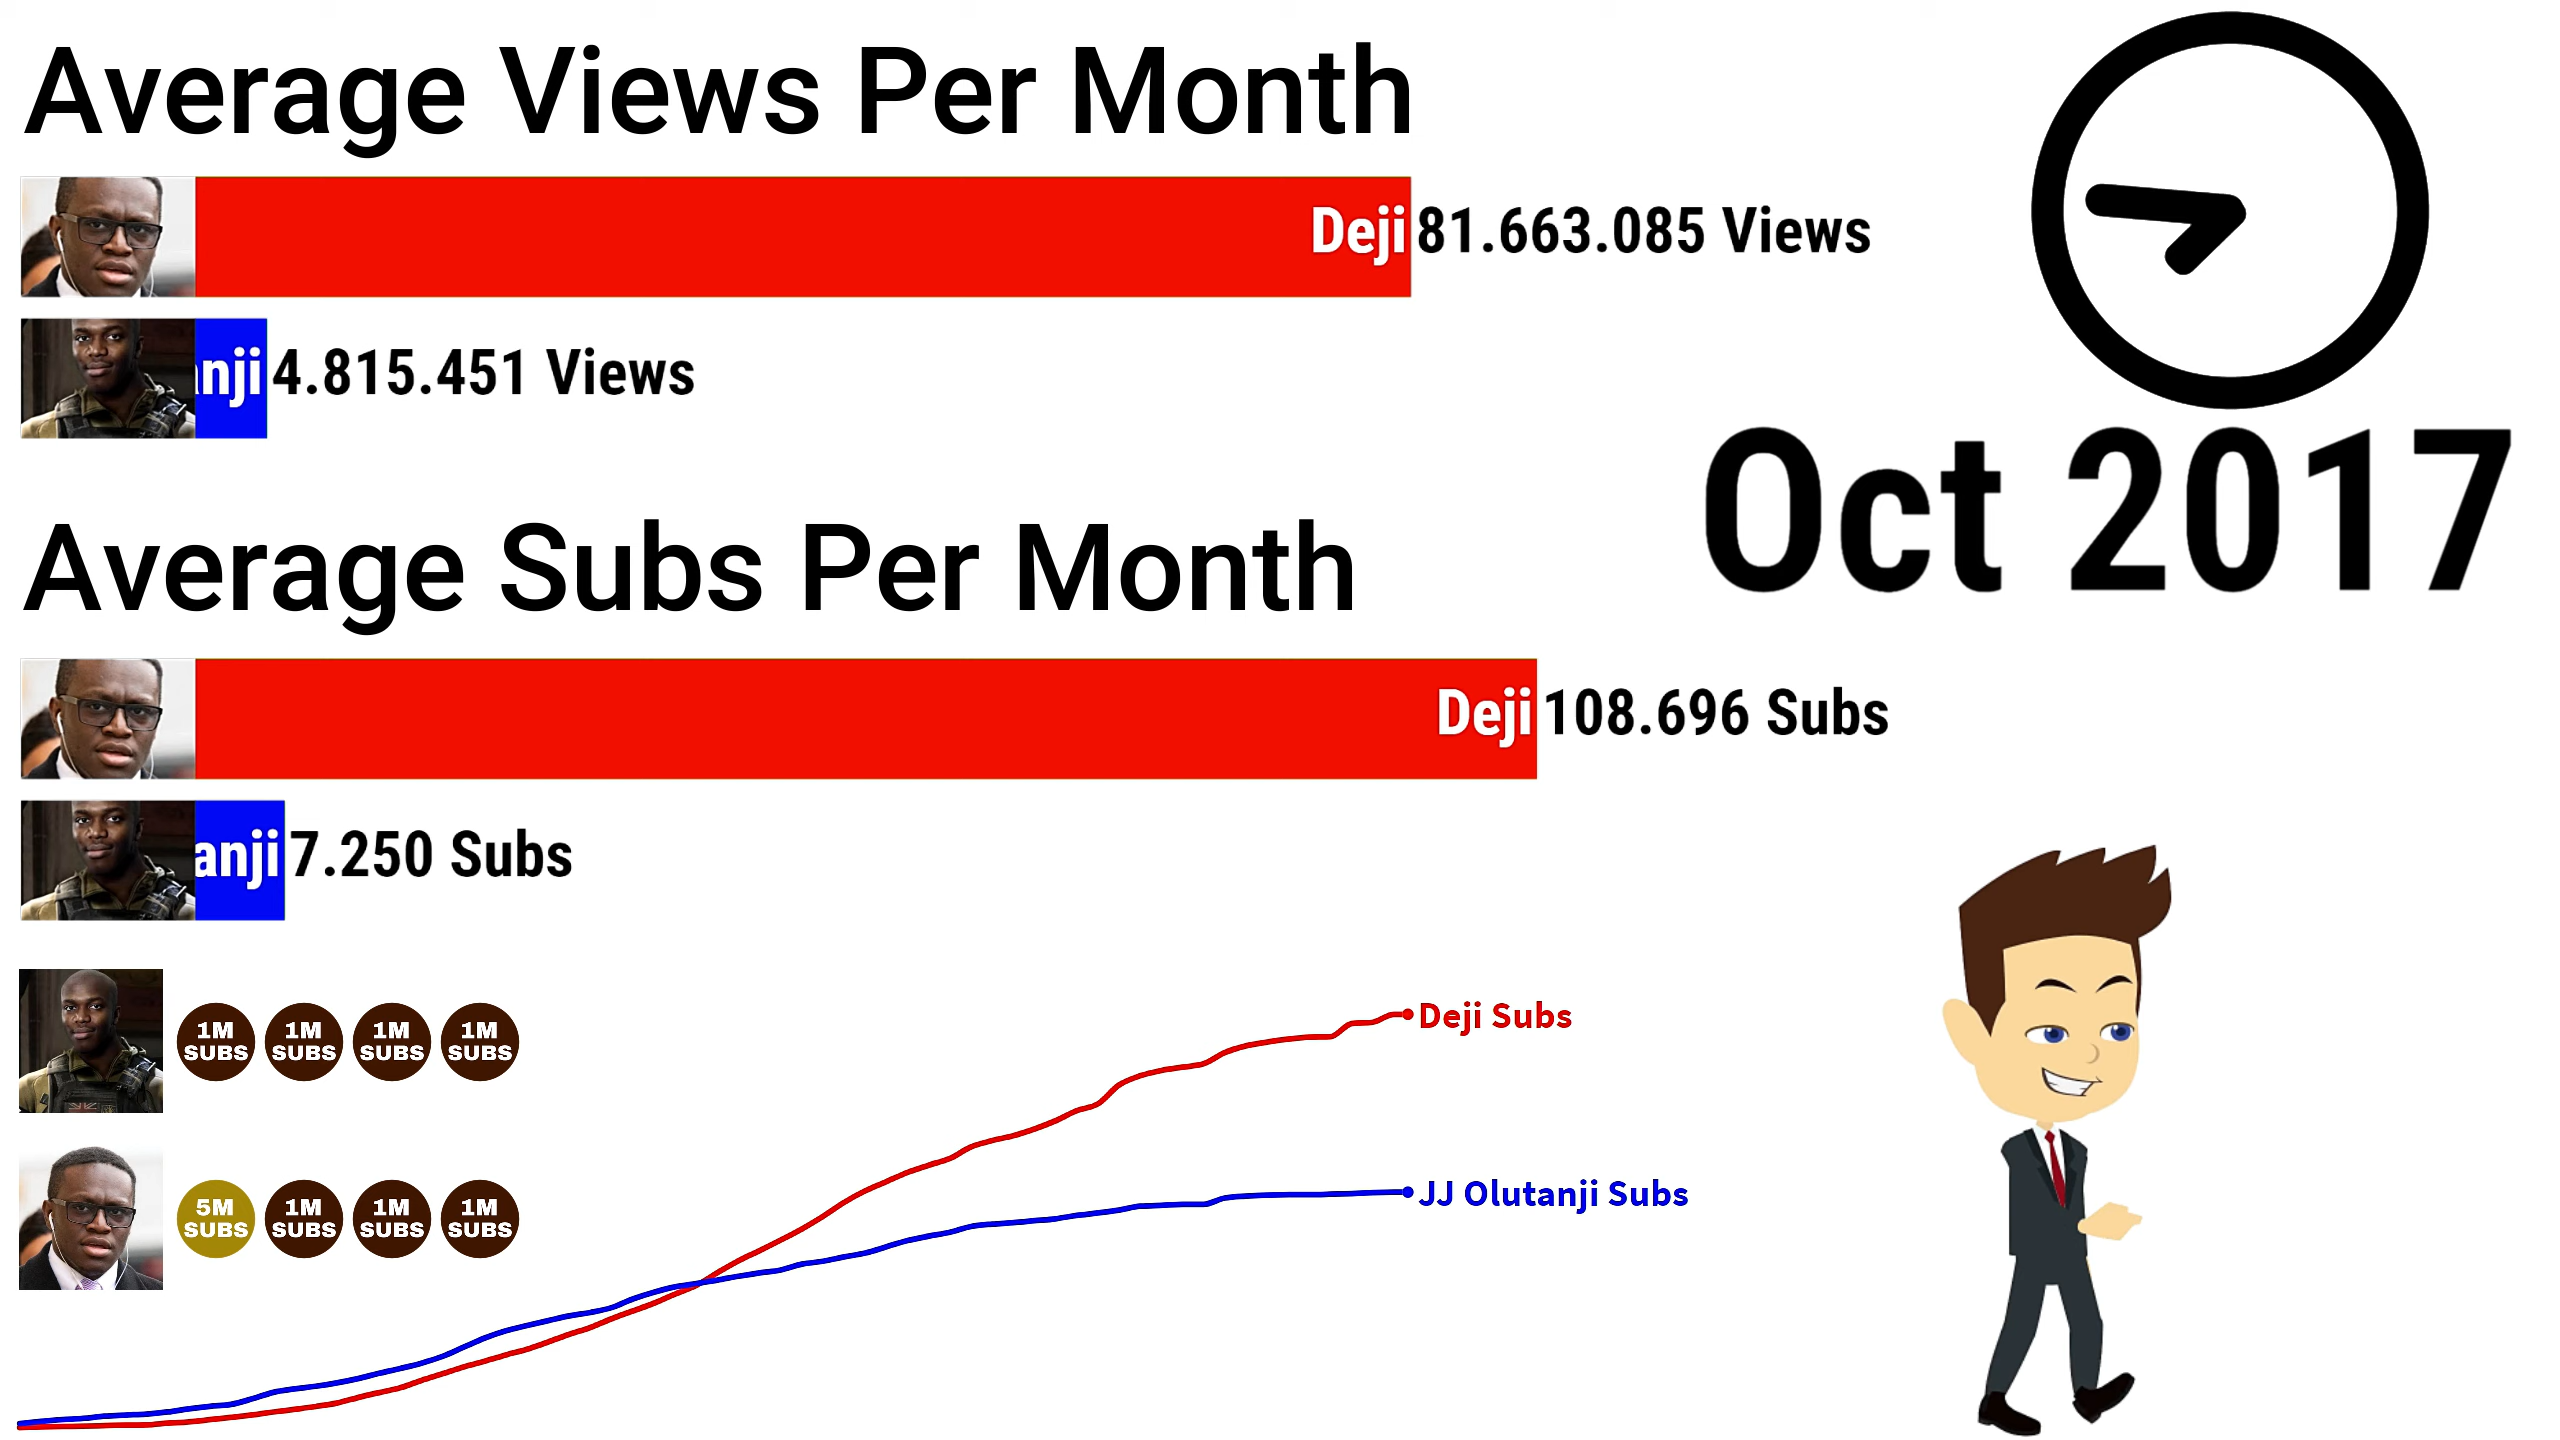 Average Views Per Month
Deji 81.663.085 Views
nji 4.815.451 Views
Oct 2017
Average Subs Per Month
Deji 108.696 Subs
anji 7.250 Subs
1M SUBS 1M SUBS 1M SUBS 1M SUBS
Deji Subs
5M SUBS 1M SUBS 1M SUBS 1M SUBS
JJ Olutanji Subs